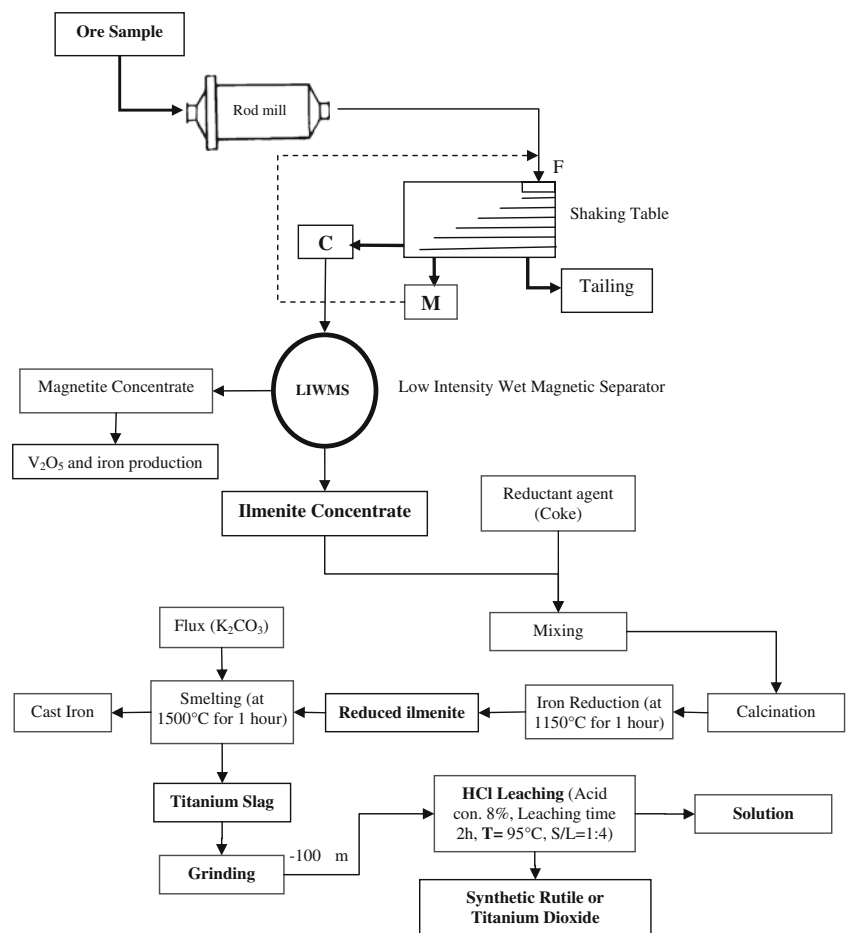 Ore Sample
Rod mill
F
Shaking Table
C
M
Tailing
LIWMS
Low Intensity Wet Magnetic Separator
Magnetite Concentrate
V₂O₅ and iron production
Ilmenite Concentrate
Reductant agent
(Coke)
Mixing
Flux (K₂CO₃)
Cast Iron
Smelting (at
1500°C for 1 hour)
Reduced ilmenite
Iron Reduction (at
1150°C for 1 hour)
Calcination
Titanium Slag
Grinding
-100 m
HCl Leaching (Acid
con. 8%, Leaching time
2h, T= 95°C, S/L=1:4)
Solution
Synthetic Rutile or
Titanium Dioxide